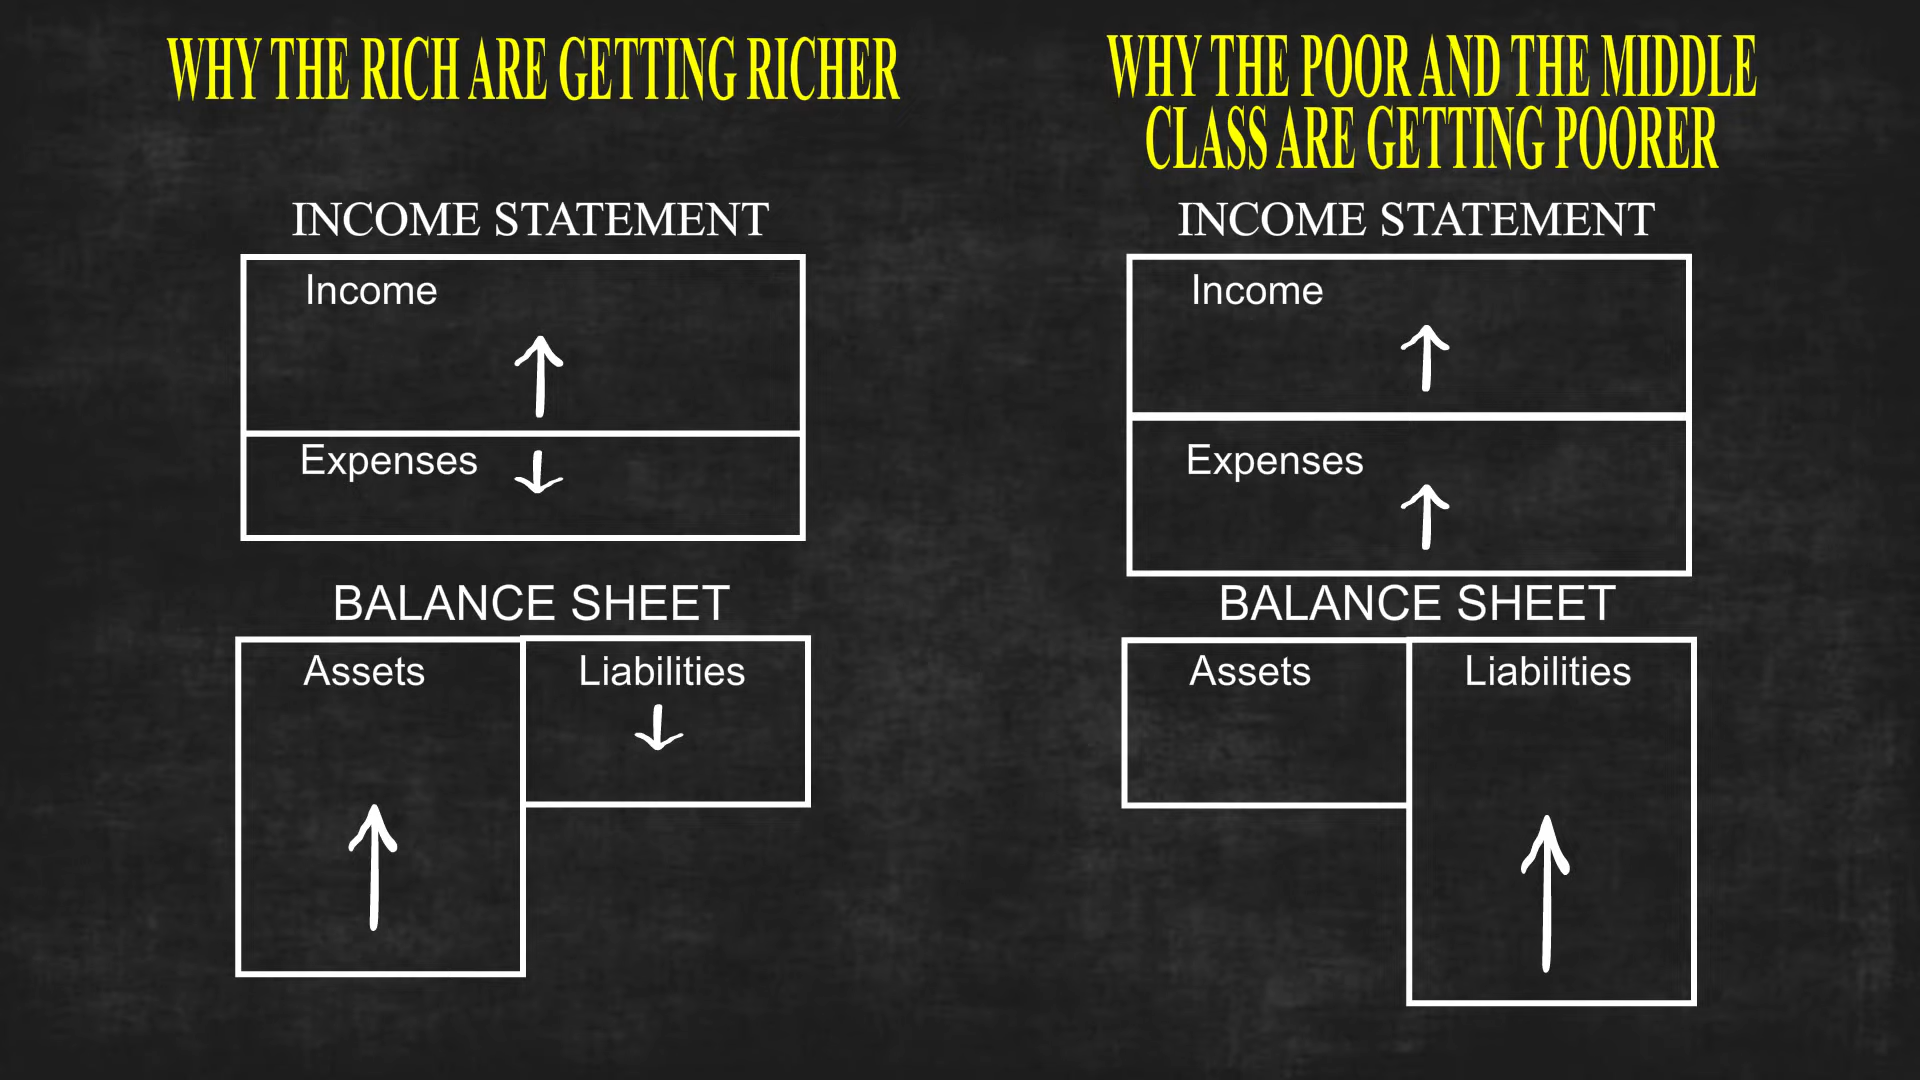 WHY THE RICH ARE GETTING RICHER
INCOME STATEMENT
Income
Expenses
BALANCE SHEET
Assets
Liabilities
WHY THE POOR AND THE MIDDLE
CLASS ARE GETTING POORER
INCOME STATEMENT
Income
Expenses
BALANCE SHEET
Assets
Liabilities